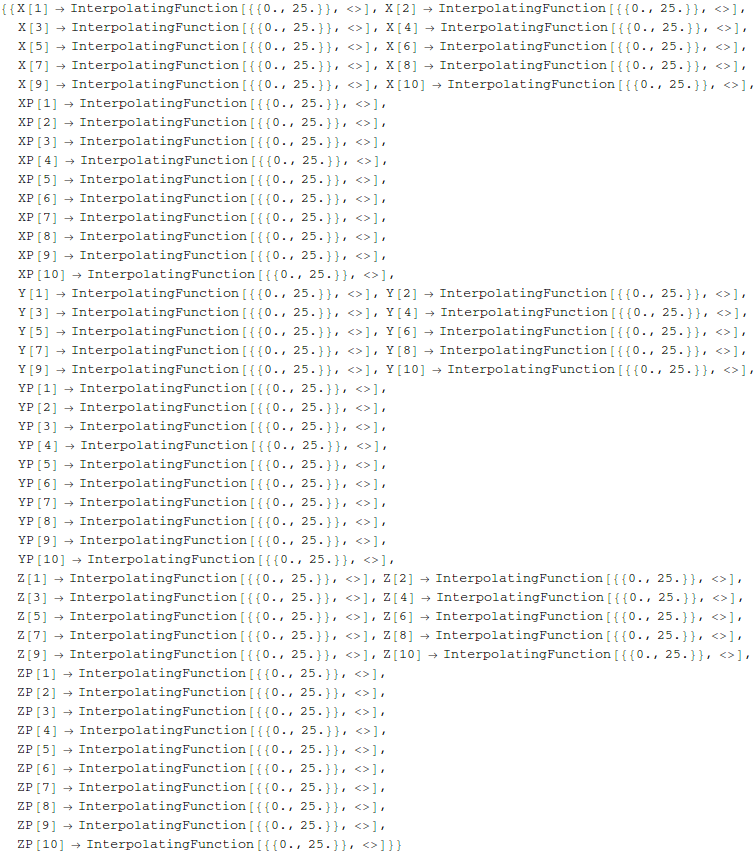 {{X[1] → InterpolatingFunction[{{0., 25.}}, <>], X[2] → InterpolatingFunction[{{0., 25.}}, <>],
X[3] → InterpolatingFunction[{{0., 25.}}, <>], X[4] → InterpolatingFunction[{{0., 25.}}, <>],
X[5] → InterpolatingFunction[{{0., 25.}}, <>], X[6] → InterpolatingFunction[{{0., 25.}}, <>],
X[7] → InterpolatingFunction[{{0., 25.}}, <>], X[8] → InterpolatingFunction[{{0., 25.}}, <>],
X[9] → InterpolatingFunction[{{0., 25.}}, <>], X[10] → InterpolatingFunction[{{0., 25.}}, <>],
XP[1] → InterpolatingFunction[{{0., 25.}}, <>],
XP[2] → InterpolatingFunction[{{0., 25.}}, <>],
XP[3] → InterpolatingFunction[{{0., 25.}}, <>],
XP[4] → InterpolatingFunction[{{0., 25.}}, <>],
XP[5] → InterpolatingFunction[{{0., 25.}}, <>],
XP[6] → InterpolatingFunction[{{0., 25.}}, <>],
XP[7] → InterpolatingFunction[{{0., 25.}}, <>],
XP[8] → InterpolatingFunction[{{0., 25.}}, <>],
XP[9] → InterpolatingFunction[{{0., 25.}}, <>],
XP[10] → InterpolatingFunction[{{0., 25.}}, <>],
Y[1] → InterpolatingFunction[{{0., 25.}}, <>], Y[2] → InterpolatingFunction[{{0., 25.}}, <>],
Y[3] → InterpolatingFunction[{{0., 25.}}, <>], Y[4] → InterpolatingFunction[{{0., 25.}}, <>],
Y[5] → InterpolatingFunction[{{0., 25.}}, <>], Y[6] → InterpolatingFunction[{{0., 25.}}, <>],
Y[7] → InterpolatingFunction[{{0., 25.}}, <>], Y[8] → InterpolatingFunction[{{0., 25.}}, <>],
Y[9] → InterpolatingFunction[{{0., 25.}}, <>], Y[10] → InterpolatingFunction[{{0., 25.}}, <>],
YP[1] → InterpolatingFunction[{{0., 25.}}, <>],
YP[2] → InterpolatingFunction[{{0., 25.}}, <>],
YP[3] → InterpolatingFunction[{{0., 25.}}, <>],
YP[4] → InterpolatingFunction[{{0., 25.}}, <>],
YP[5] → InterpolatingFunction[{{0., 25.}}, <>],
YP[6] → InterpolatingFunction[{{0., 25.}}, <>],
YP[7] → InterpolatingFunction[{{0., 25.}}, <>],
YP[8] → InterpolatingFunction[{{0., 25.}}, <>],
YP[9] → InterpolatingFunction[{{0., 25.}}, <>],
YP[10] → InterpolatingFunction[{{0., 25.}}, <>],
Z[1] → InterpolatingFunction[{{0., 25.}}, <>], Z[2] → InterpolatingFunction[{{0., 25.}}, <>],
Z[3] → InterpolatingFunction[{{0., 25.}}, <>], Z[4] → InterpolatingFunction[{{0., 25.}}, <>],
Z[5] → InterpolatingFunction[{{0., 25.}}, <>], Z[6] → InterpolatingFunction[{{0., 25.}}, <>],
Z[7] → InterpolatingFunction[{{0., 25.}}, <>], Z[8] → InterpolatingFunction[{{0., 25.}}, <>],
Z[9] → InterpolatingFunction[{{0., 25.}}, <>], Z[10] → InterpolatingFunction[{{0., 25.}}, <>],
ZP[1] → InterpolatingFunction[{{0., 25.}}, <>],
ZP[2] → InterpolatingFunction[{{0., 25.}}, <>],
ZP[3] → InterpolatingFunction[{{0., 25.}}, <>],
ZP[4] → InterpolatingFunction[{{0., 25.}}, <>],
ZP[5] → InterpolatingFunction[{{0., 25.}}, <>],
ZP[6] → InterpolatingFunction[{{0., 25.}}, <>],
ZP[7] → InterpolatingFunction[{{0., 25.}}, <>],
ZP[8] → InterpolatingFunction[{{0., 25.}}, <>],
ZP[9] → InterpolatingFunction[{{0., 25.}}, <>],
ZP[10] → InterpolatingFunction[{{0., 25.}}, <>]}}